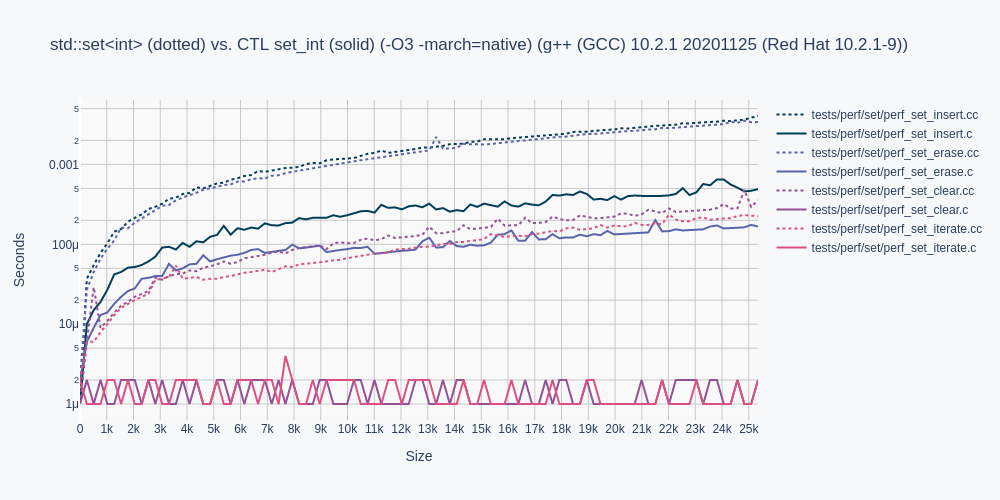 std::set<int> (dotted) vs. CTL set_int (solid) (-O3 -march=native) (g++ (GCC) 10.2.1 20201125 (Red Hat 10.2.1-9))
5
2
0.001
5
2
100μ
5
2
10μ
5
2
1μ
Seconds
0 1k 2k 3k 4k 5k 6k 7k 8k 9k 10k 11k 12k 13k 14k 15k 16k 17k 18k 19k 20k 21k 22k 23k 24k 25k
Size
tests/perf/set/perf_set_insert.cc
tests/perf/set/perf_set_insert.c
tests/perf/set/perf_set_erase.cc
tests/perf/set/perf_set_erase.c
tests/perf/set/perf_set_clear.cc
tests/perf/set/perf_set_clear.c
tests/perf/set/perf_set_iterate.cc
tests/perf/set/perf_set_iterate.c